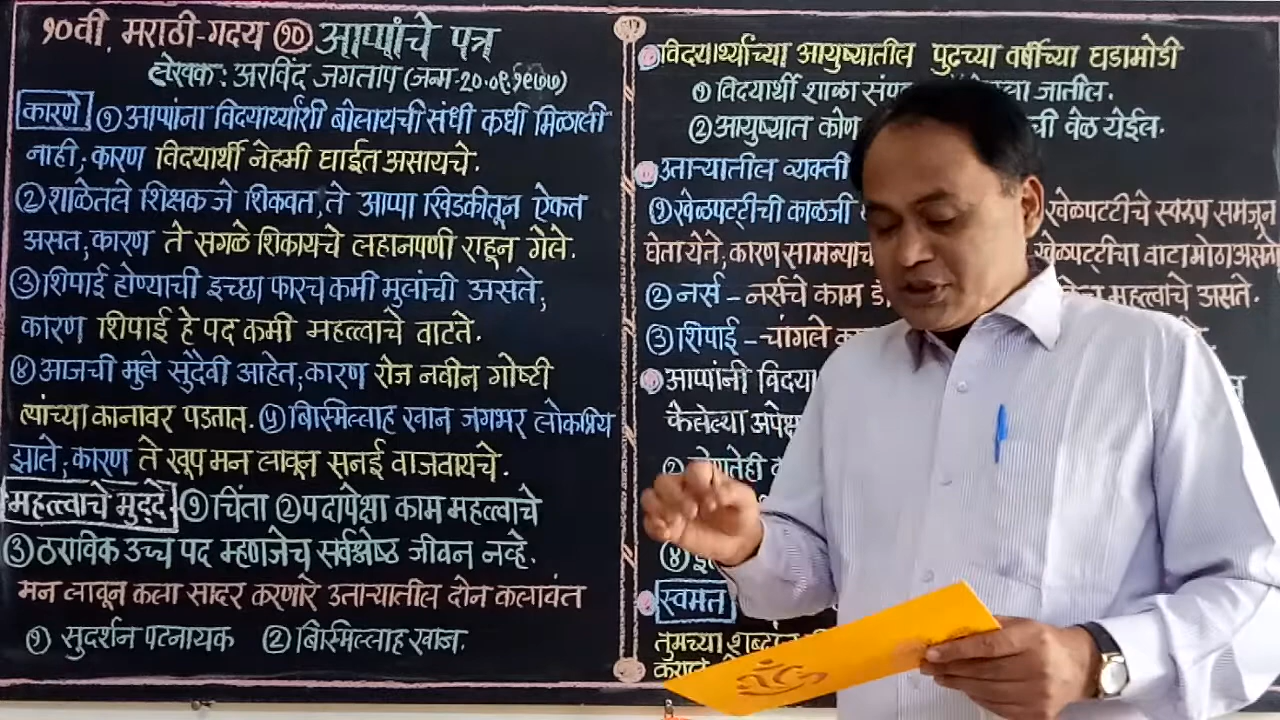 १०वी, मराठी-गद्य ⑩ आप्पांचे पत्र
लेखक: अरविंद जगताप (जन्म-२०.०९.१९७७)
कारणे ① आप्पांना विद्यार्थ्यांशी बोलायची संधी कधी मिळाली
नाही; कारण विद्यार्थी नेहमी घाईत असायचे.
② शाळेतले शिक्षक जे शिकवत, ते आप्पा खिडकीतून ऐकत
असत; कारण ते सगळे शिकायचे लहानपणी राहून गेले.
③ शिपाई होण्याची इच्छा फारच कमी मुलांची असते;
कारण शिपाई हे पद कमी महत्त्वाचे वाटते.
④ आजची मुले सुदैवी आहेत; कारण रोज नवीन गोष्टी
त्यांच्या कानावर पडतात. ⑤ बिस्मिल्लाह खान जगभर लोकप्रिय
झाले; कारण ते खूप मन लावून सनई वाजवायचे.
महत्त्वाचे मुद्दे ① चिंता ② पदापेक्षा काम महत्त्वाचे
③ ठराविक उच्च पद म्हणजेच सर्वश्रेष्ठ जीवन नव्हे.
मन लावून कला सादर करणारे उताऱ्यातील दोन कलावंत
① सुदर्शन पटनायक ② बिस्मिल्लाह खान.
विद्यार्थ्यांच्या आयुष्यातील पुढच्या वर्षीच्या घडामोडी
① विद्यार्थी शाळा जातील.
② आयुष्यात कोण ची वेळ येईल.
उताऱ्यातील व्यक्ती
① खेळपट्टीची काळजी खेळपट्टीचे स्वरूप समजून
घेता येते; कारण सामन्याच खेळपट्टीचा वाटा मोठा असतो
② नर्स - नर्सचे काम महत्त्वाचे असते.
③ शिपाई - चांगले
आप्पांनी विद्या
केलेल्या
②
④
स्वमत
तुमच्या
ॐ